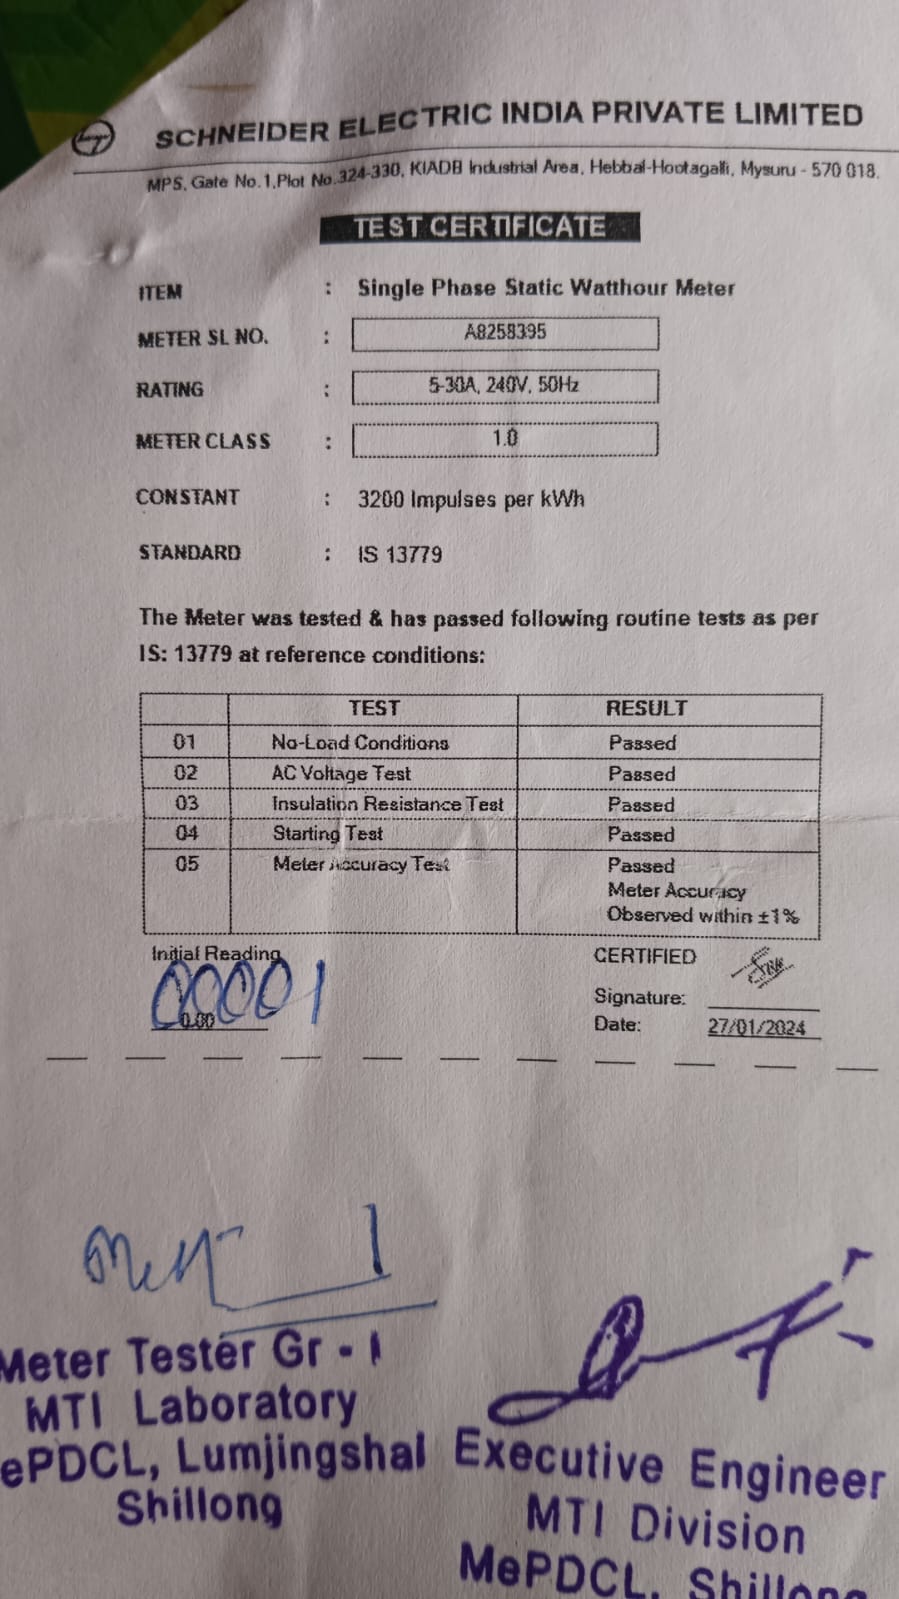 SCHNEIDER ELECTRIC INDIA PRIVATE LIMITED
MPS, Gate No.1,Plot No.324-330, KIADB Industrial Area, Hebbal-Hootagalli, Mysuru - 570 018.
TEST CERTIFICATE
ITEM : Single Phase Static Watthour Meter
METER SL NO. : A8258395
RATING : 5-30A, 240V, 50Hz
METER CLASS : 1.0
CONSTANT : 3200 Impulses per kWh
STANDARD : IS 13779
The Meter was tested & has passed following routine tests as per
IS: 13779 at reference conditions:
TEST RESULT
01 No-Load Conditions Passed
02 AC Voltage Test Passed
03 Insulation Resistance Test Passed
04 Starting Test Passed
05 Meter Accuracy Test Passed
Meter Accuracy
Observed within ±1%
Initial Reading CERTIFIED
00001
0.00
Signature:
Date: 27/01/2024
Meter Tester Gr - I
MTI Laboratory
ePDCL, Lumjingshai
Shillong
Executive Engineer
MTI Division
MePDCL, Shillong